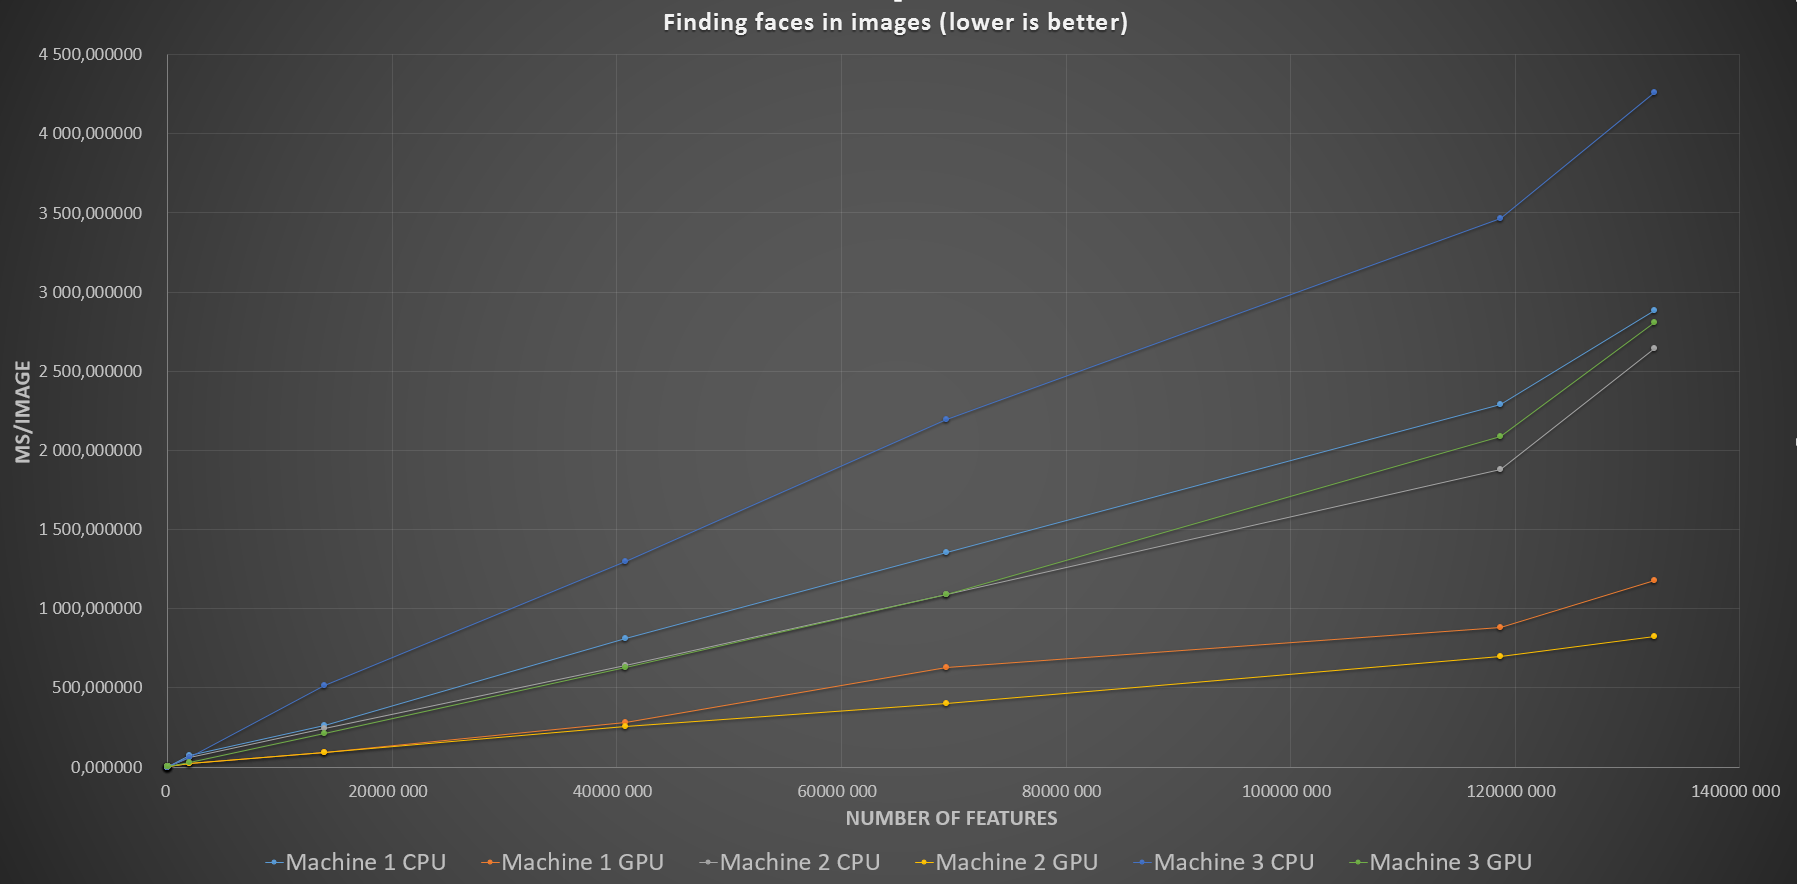 Finding faces in images (lower is better)
4 500,000000
4 000,000000
3 500,000000
3 000,000000
2 500,000000
2 000,000000
1 500,000000
1 000,000000
500,000000
0,000000
MS/IMAGE
0 20000 000 40000 000 60000 000 80000 000 100000 000 120000 000 140000 000
NUMBER OF FEATURES
Machine 1 CPU Machine 1 GPU Machine 2 CPU Machine 2 GPU Machine 3 CPU Machine 3 GPU